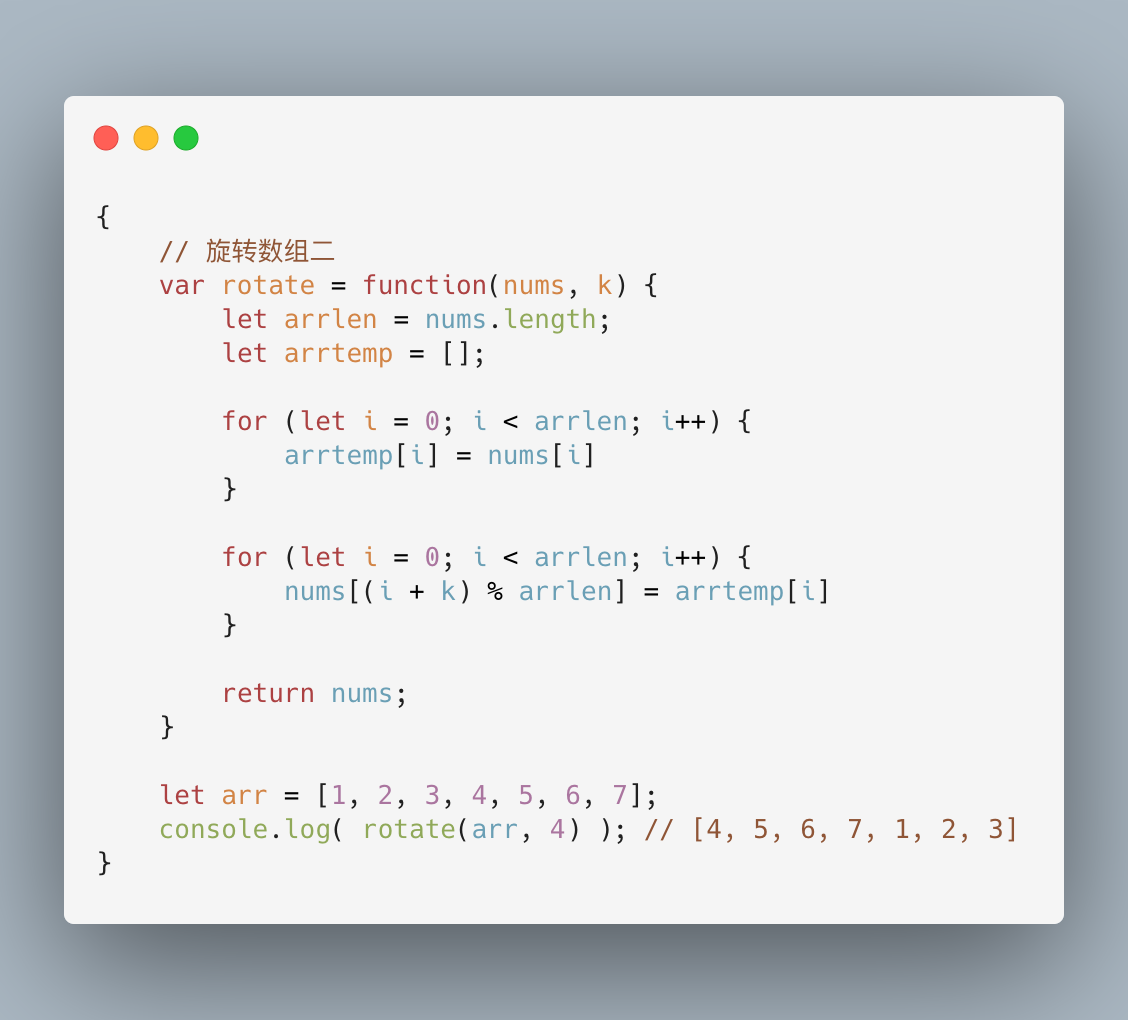 {
    // 旋转数组二
    var rotate = function(nums, k) {
        let arrlen = nums.length;
        let arrtemp = [];
        for (let i = 0; i < arrlen; i++) {
            arrtemp[i] = nums[i]
        }
        for (let i = 0; i < arrlen; i++) {
            nums[(i + k) % arrlen] = arrtemp[i]
        }
        return nums;
    }
    let arr = [1, 2, 3, 4, 5, 6, 7];
    console.log( rotate(arr, 4) ); // [4, 5, 6, 7, 1, 2, 3]
}